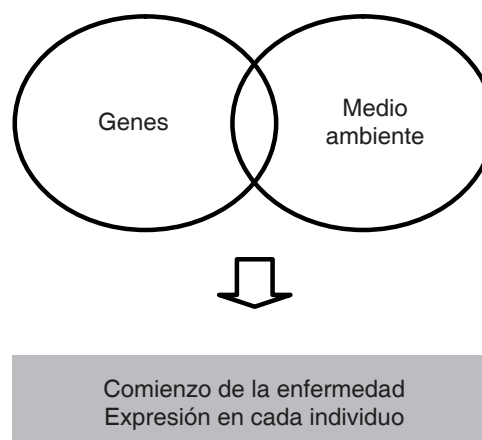 Genes
Medio
ambiente
Comienzo de la enfermedad
Expresión en cada individuo